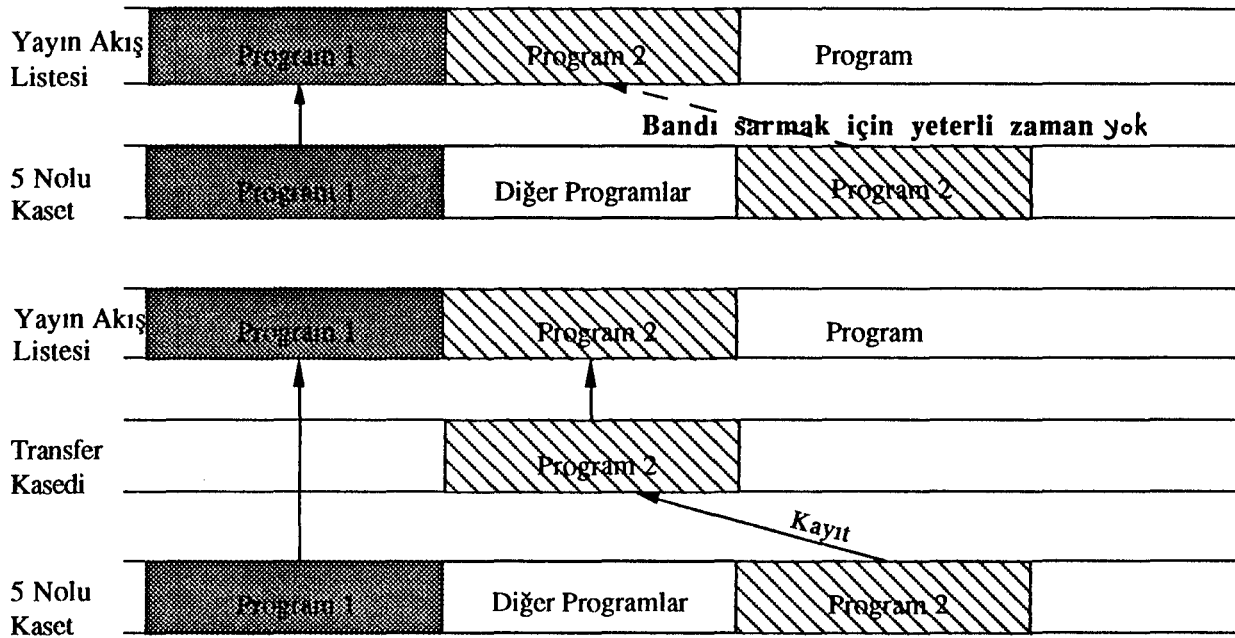 Yayın Akış
Listesi
Program 1
Program 2
Program
Bandı sarmak için yeterli zaman yok
5 Nolu
Kaset
Program 1
Diğer Programlar
Program 2
Yayın Akış
Listesi
Program 1
Program 2
Program
Transfer
Kasedi
Program 2
Kayıt
5 Nolu
Kaset
Program 1
Diğer Programlar
Program 2